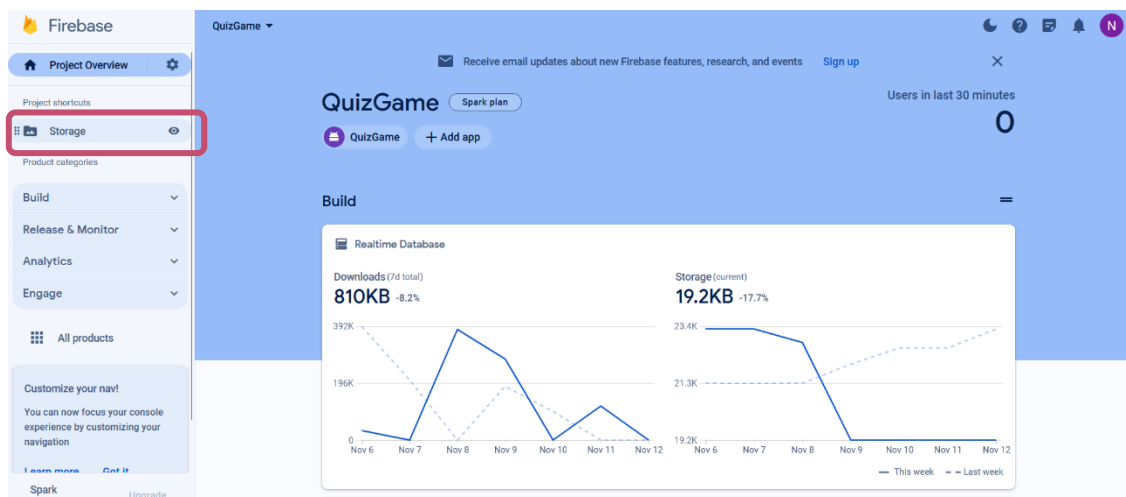 Firebase
QuizGame
N
Project Overview
Receive email updates about new Firebase features, research, and events Sign up
Project shortcuts
Storage
Product categories
Build
Release & Monitor
Analytics
Engage
All products
Customize your nav!
You can now focus your console
experience by customizing your
navigation
Learn more Got it
Spark
Upgrade
QuizGame Spark plan
Users in last 30 minutes
0
QuizGame + Add app
Build
Realtime Database
Downloads (7d total)
810KB -8.2%
392K
196K
0
Nov 6 Nov 7 Nov 8 Nov 9 Nov 10 Nov 11 Nov 12
Storage (current)
19.2KB -17.7%
23.4K
21.3K
19.2K
Nov 6 Nov 7 Nov 8 Nov 9 Nov 10 Nov 11 Nov 12
This week Last week